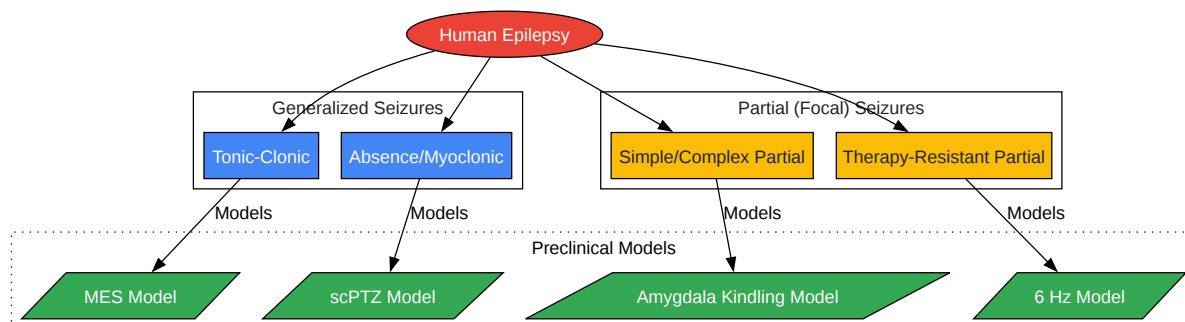 Human Epilepsy
Generalized Seizures
Partial (Focal) Seizures
Tonic-Clonic
Absence/Myoclonic
Simple/Complex Partial
Therapy-Resistant Partial
Models
Models
Models
Models
Preclinical Models
MES Model
scPTZ Model
Amygdala Kindling Model
6 Hz Model